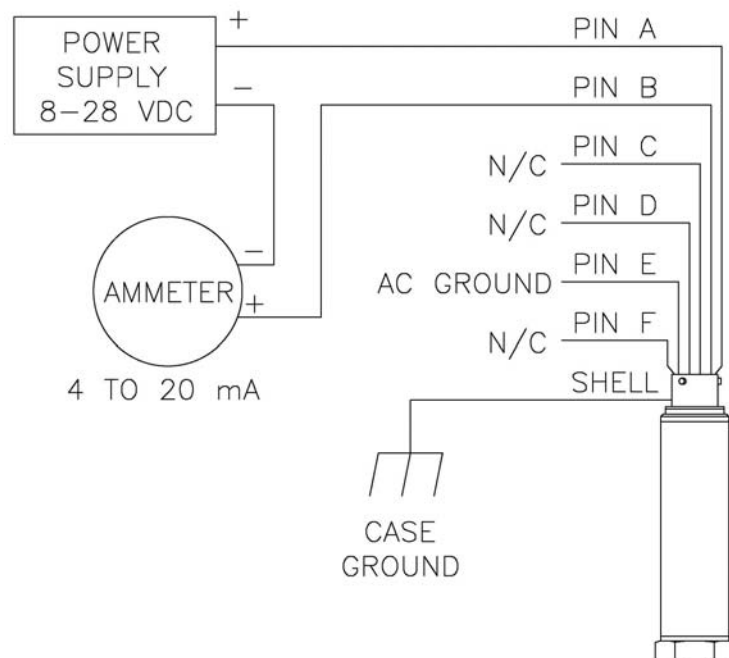 +
POWER
SUPPLY
8-28 VDC
-
PIN A
PIN B
N/C PIN C
N/C PIN D
AC GROUND PIN E
N/C PIN F
SHELL
-
AMMETER
+
4 TO 20 mA
CASE
GROUND